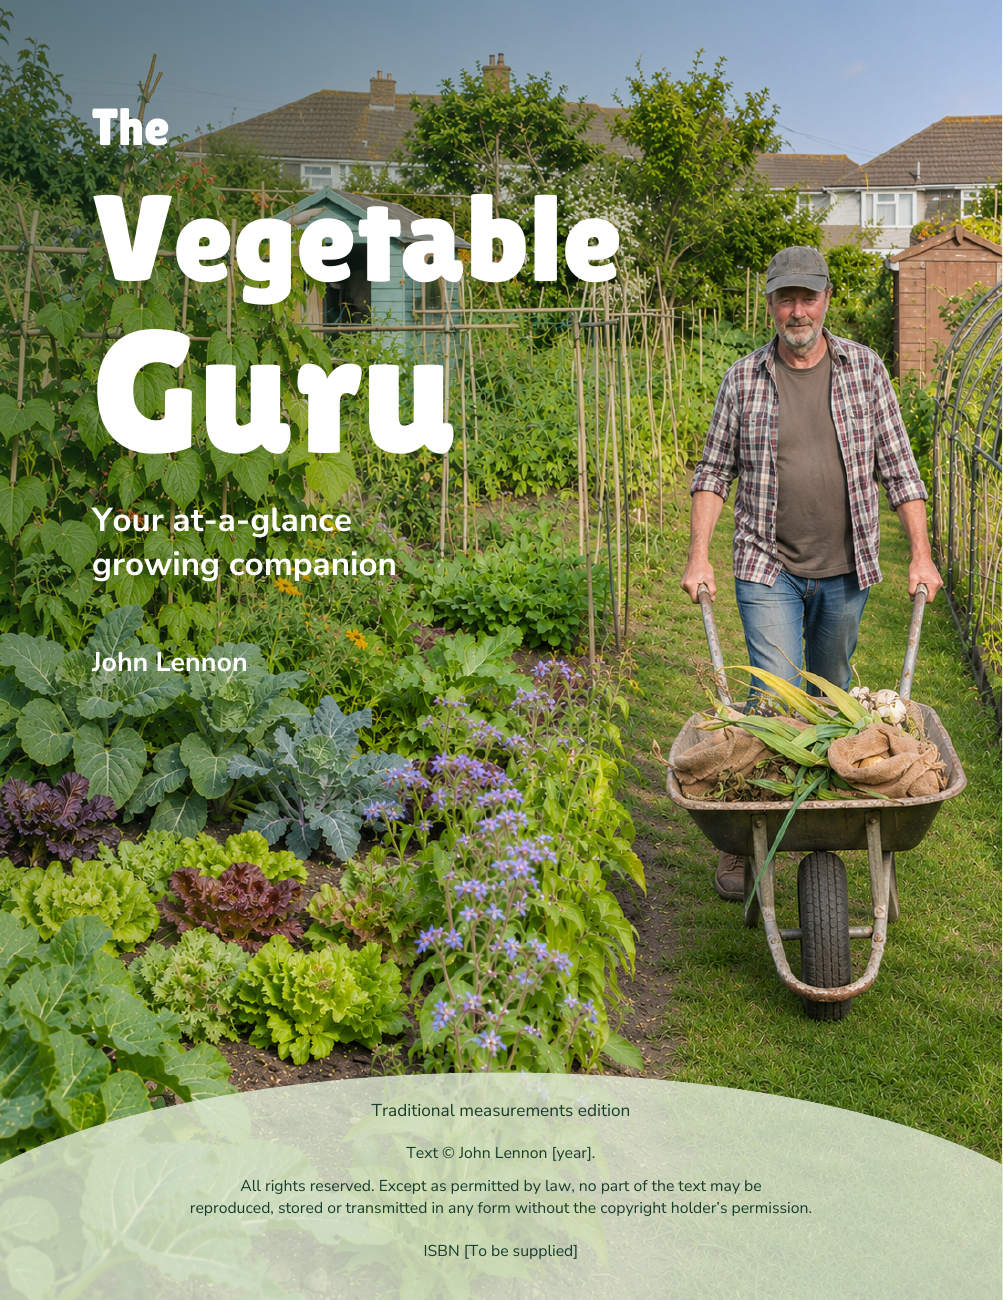 The
Vegetable
Guru
Your at-a-glance
growing companion
John Lennon
Traditional measurements edition
Text © John Lennon [year].
All rights reserved. Except as permitted by law, no part of the text may be
reproduced, stored or transmitted in any form without the copyright holder’s permission.
ISBN [To be supplied]